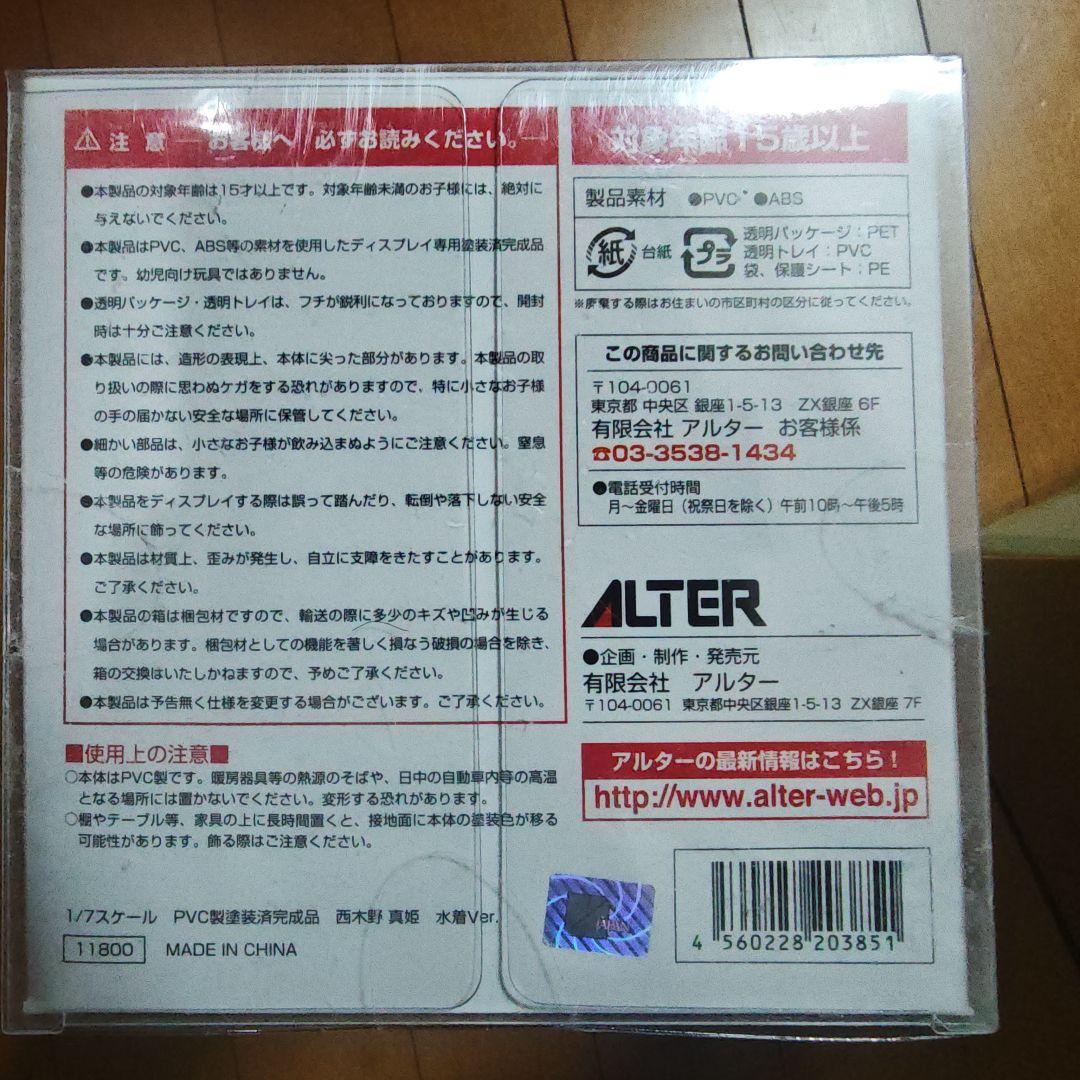 ⚠注 意 お客様へ 必ずお読みください。
●本製品の対象年齢は15才以上です。対象年齢未満のお子様には、絶対に
与えないでください。
●本製品はPVC、ABS等の素材を使用したディスプレイ専用塗装済完成品
です。幼児向け玩具ではありません。
●透明パッケージ・透明トレイは、フチが鋭利になっておりますので、開封
時は十分ご注意ください。
●本製品には、造形の表現上、本体に尖った部分があります。本製品の取
り扱いの際に思わぬケガをする恐れがありますので、特に小さなお子様
の手の届かない安全な場所に保管してください。
●細かい部品は、小さなお子様が飲み込まぬようにご注意ください。窒息
等の危険があります。
●本製品をディスプレイする際は誤って踏んだり、転倒や落下しない安全
な場所に飾ってください。
●本製品は材質上、歪みが発生し、自立に支障をきたすことがあります。
ご了承ください。
●本製品の箱は梱包材ですので、輸送の際に多少のキズや凹みが生じる
場合があります。梱包材としての機能を著しく損なう破損の場合を除き、
箱の交換はいたしかねますので、予めご了承ください。
●本製品は予告無く仕様を変更する場合がございます。ご了承ください。
■使用上の注意■
○本体はPVC製です。暖房器具等の熱源のそばや、日中の自動車内等の高温
となる場所には置かないでください。変形する恐れがあります。
○棚やテーブル等、家具の上に長時間置くと、接地面に本体の塗装色が移る
可能性があります。飾る際はご注意ください。
1/7スケール PVC製塗装済完成品 西木野 真姫 水着Ver.
11800 MADE IN CHINA
対象年齢15歳以上
製品素材 ●PVC ●ABS
紙 台紙
プラ
透明パッケージ：PET
透明トレイ：PVC
袋、保護シート：PE
※廃棄する際はお住まいの市区町村の区分に従ってください。
この商品に関するお問い合わせ先
〒104-0061
東京都 中央区 銀座1-5-13 ZX銀座 6F
有限会社 アルター お客様係
☎03-3538-1434
●電話受付時間
月〜金曜日（祝祭日を除く）午前10時〜午後5時
ALTER
●企画・制作・発売元
有限会社 アルター
〒104-0061 東京都中央区銀座1-5-13 ZX銀座 7F
アルターの最新情報はこちら！
http://www.alter-web.jp
JAPAN
4 560228 203851